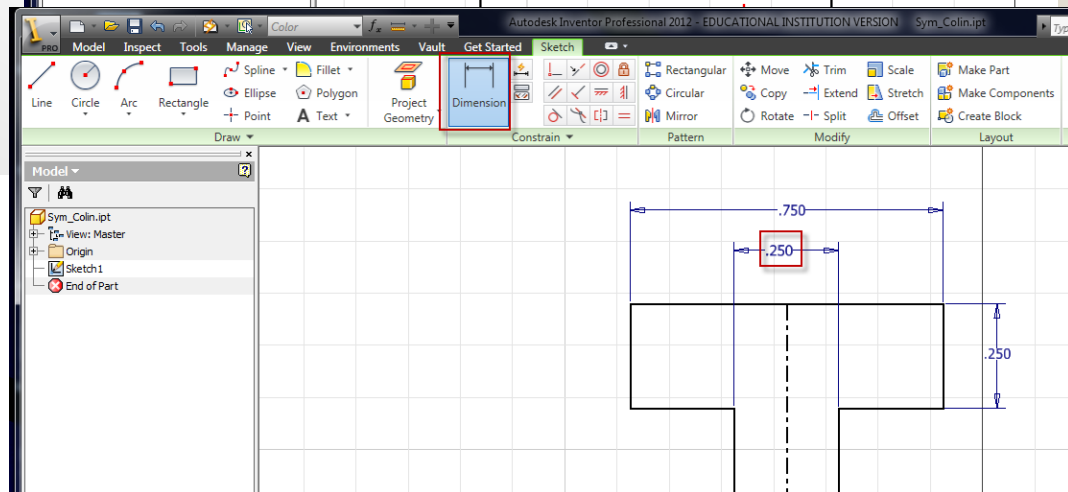 Color
Autodesk Inventor Professional 2012 - EDUCATIONAL INSTITUTION VERSION Sym_Colin.ipt
PRO Model Inspect Tools Manage View Environments Vault Get Started Sketch
Line Circle Arc Rectangle
Spline Fillet
Ellipse Polygon
Point A Text
Project Geometry
Dimension
Rectangular
Circular
Mirror
Move Trim Scale
Copy Extend Stretch
Rotate Split Offset
Make Part
Make Components
Create Block
Draw Constrain Pattern Modify Layout
Model
Sym_Colin.ipt
View: Master
Origin
Sketch1
End of Part
.750
.250
.250